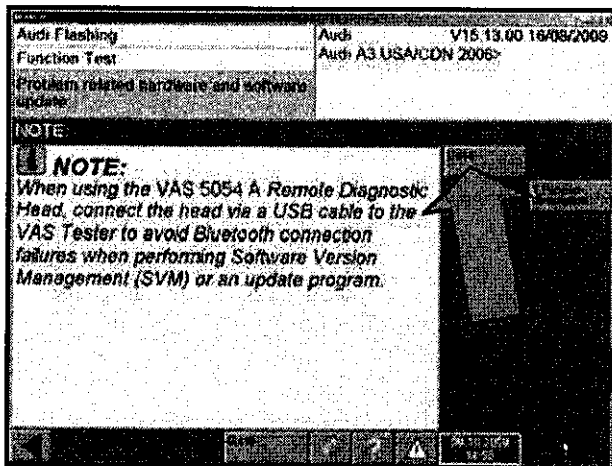 Audi Flashing
Function Test
Problem related hardware and software
update
Audi V15.13.00 16/08/2009
Audi A3 USA/CDN 2006>
NOTE
NOTE:
When using the VAS 5054 A Remote Diagnostic
Head, connect the head via a USB cable to the
VAS Tester to avoid Bluetooth connection
failures when performing Software Version
Management (SVM) or an update program.
?